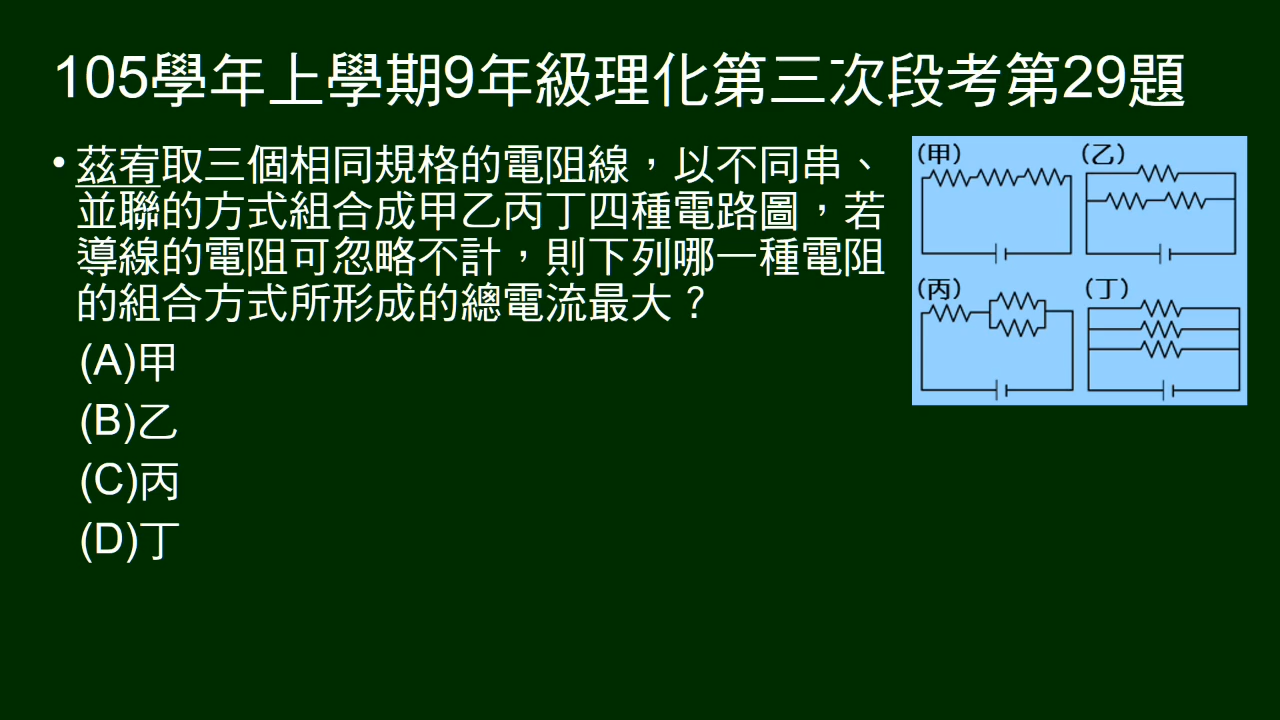 105學年上學期9年級理化第三次段考第29題
• 茲宥取三個相同規格的電阻線，以不同串、
並聯的方式組合成甲乙丙丁四種電路圖，若
導線的電阻可忽略不計，則下列哪一種電阻
的組合方式所形成的總電流最大？
(A)甲
(B)乙
(C)丙
(D)丁
(甲) (乙)
(丙) (丁)